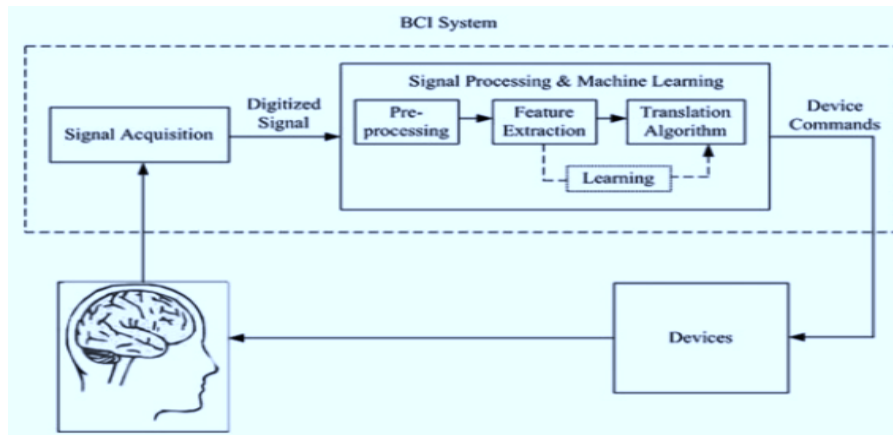 BCI System
Signal Acquisition
Digitized
Signal
Signal Processing & Machine Learning
Pre-
processing
Feature
Extraction
Translation
Algorithm
Learning
Device
Commands
Devices